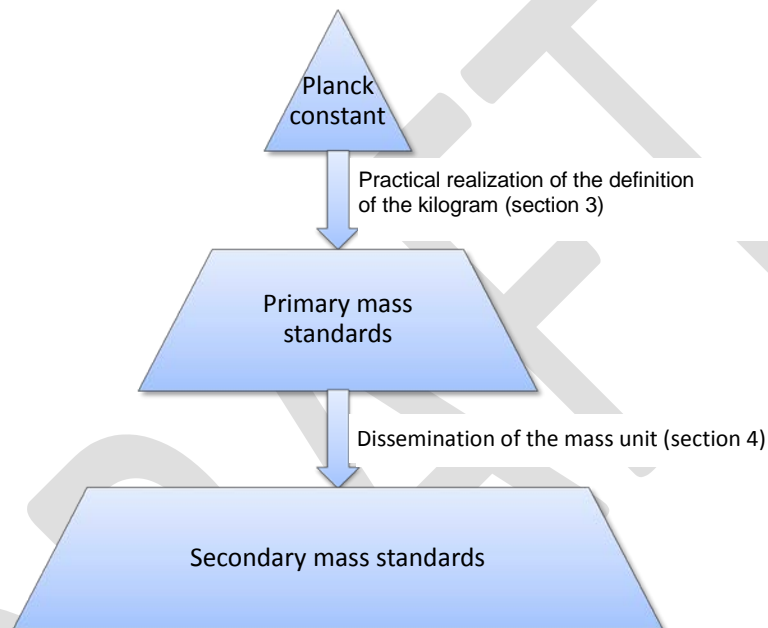 Planck
constant
Practical realization of the definition
of the kilogram (section 3)
Primary mass
standards
Dissemination of the mass unit (section 4)
Secondary mass standards